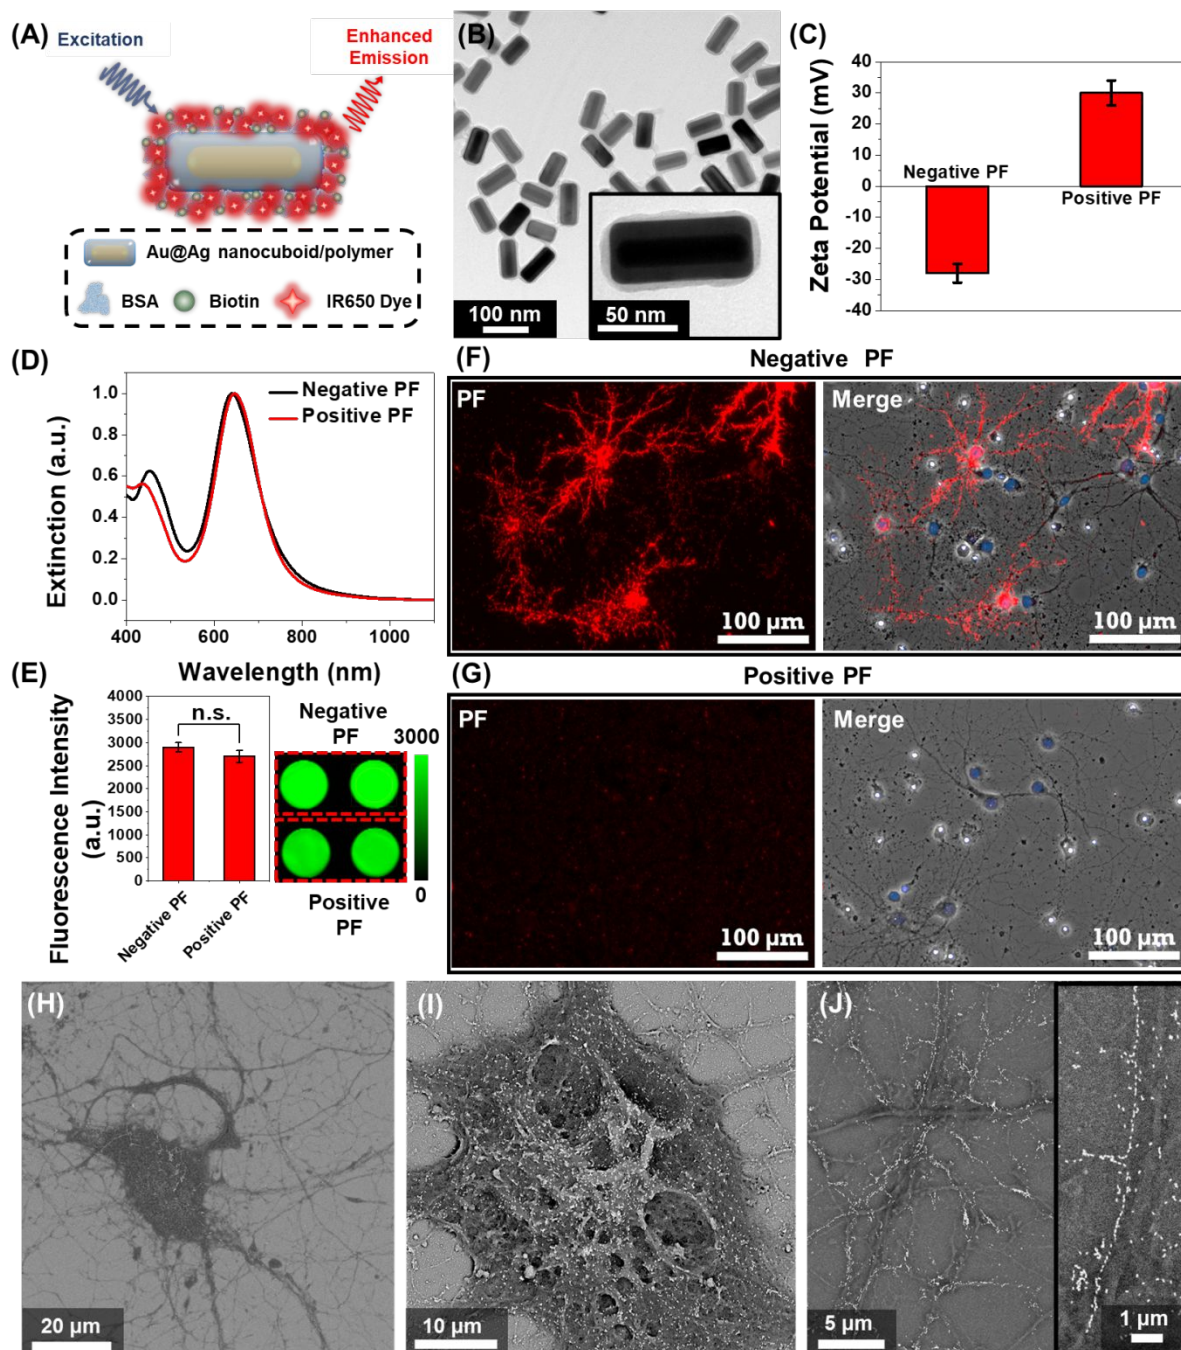 (A)
Excitation
Enhanced
Emission
Au@Ag nanocuboid/polymer
BSA
Biotin
IR650 Dye
(B)
100 nm
50 nm
(C)
Zeta Potential (mV)
40
30
20
10
0
-10
-20
-30
-40
Negative PF
Positive PF
(D)
Extinction (a.u.)
1.0
0.8
0.6
0.4
0.2
0.0
Negative PF
Positive PF
400
600
800
1000
Wavelength (nm)
(E)
Fluorescence Intensity
(a.u.)
4000
3500
3000
2500
2000
1500
1000
500
0
n.s.
Negative PF
Positive PF
Negative
PF
3000
0
Positive
PF
(F)
Negative PF
PF
100 µm
Merge
100 µm
(G)
Positive PF
PF
100 µm
Merge
100 µm
(H)
20 µm
(I)
10 µm
(J)
5 µm
1 µm